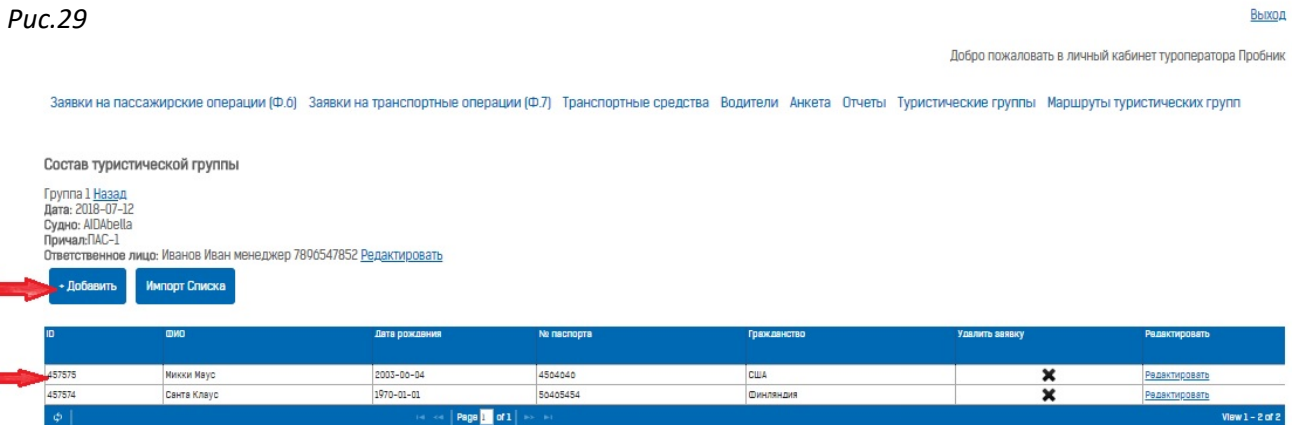 Рис.29
Выход
Добро пожаловать в личный кабинет туроператора Пробник
Заявки на пассажирские операции (Ф.6) Заявки на транспортные операции (Ф.7) Транспортные средства Водители Анкета Отчеты Туристические группы Маршруты туристических групп
Состав туристической группы
Группа 1 Назад
Дата: 2018-07-12
Судно: AIDAbella
Причал:ПАС-1
Ответственное лицо: Иванов Иван менеджер 7896547852 Редактировать
+ Добавить Импорт Списка
ID ФИО Дата рождения № паспорта Гражданство Удалить заявку Редактировать
457575 Микки Маус 2003-06-04 4564646 США Редактировать
457574 Санта Клаус 1970-01-01 56465454 Финляндия Редактировать
Page 1 of 1 View 1 - 2 of 2